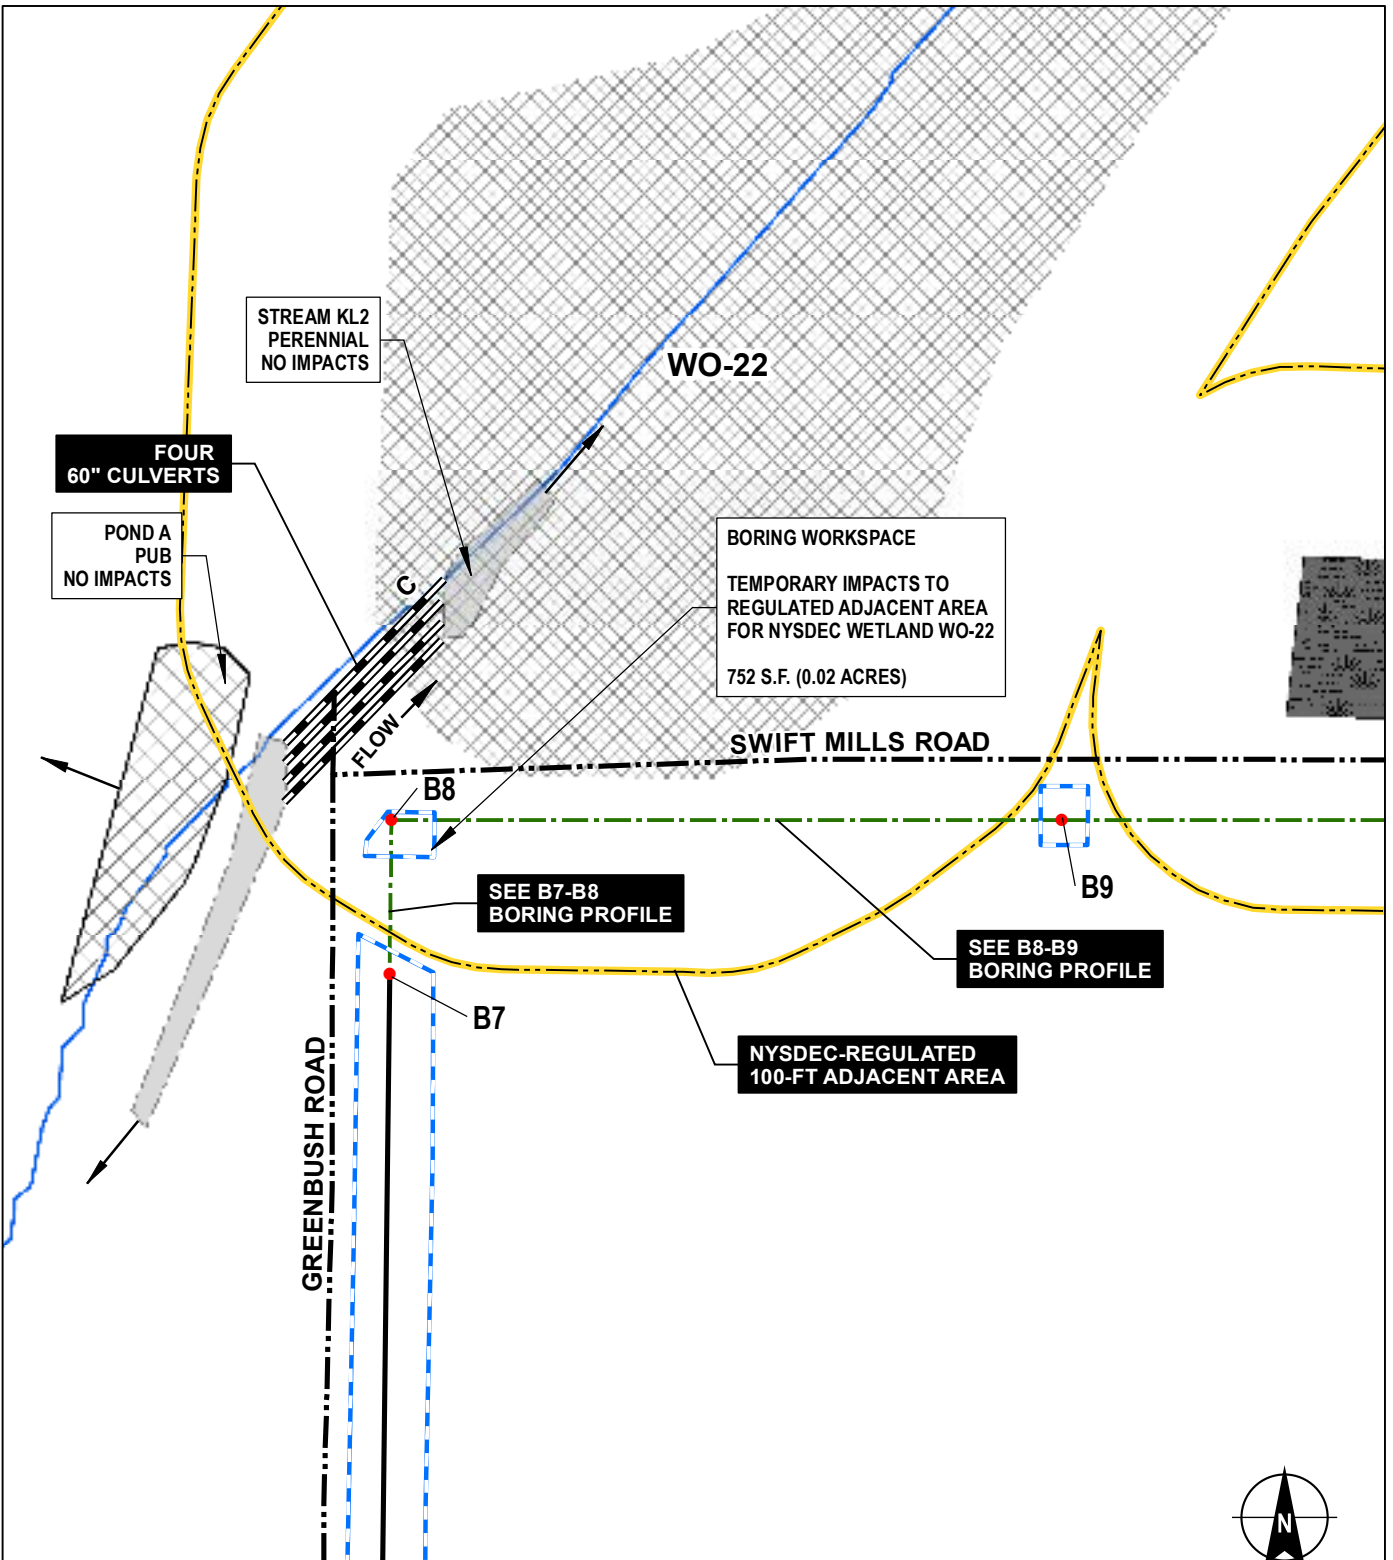 STREAM KL2
PERENNIAL
NO IMPACTS
WO-22
FOUR
60" CULVERTS
POND A
PUB
NO IMPACTS
C
FLOW
BORING WORKSPACE
TEMPORARY IMPACTS TO
REGULATED ADJACENT AREA
FOR NYSDEC WETLAND WO-22
752 S.F. (0.02 ACRES)
SWIFT MILLS ROAD
B8
B9
SEE B7-B8
BORING PROFILE
SEE B8-B9
BORING PROFILE
B7
NYSDEC-REGULATED
100-FT ADJACENT AREA
GREENBUSH ROAD
N